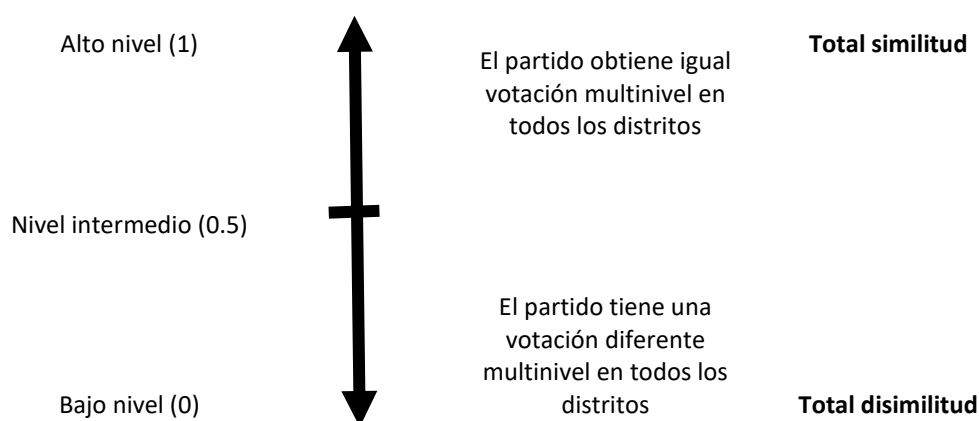 Alto nivel (1)
El partido obtiene igual
votación multinivel en
todos los distritos
Total similitud
Nivel intermedio (0.5)
El partido tiene una
votación diferente
multinivel en todos los
distritos
Bajo nivel (0)
Total disimilitud